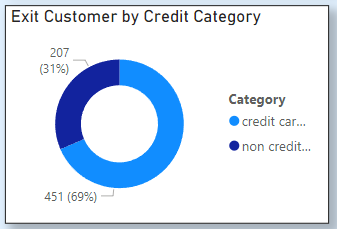 Exit Customer by Credit Category
207
(31%)
Category
credit car...
non credit...
451 (69%)